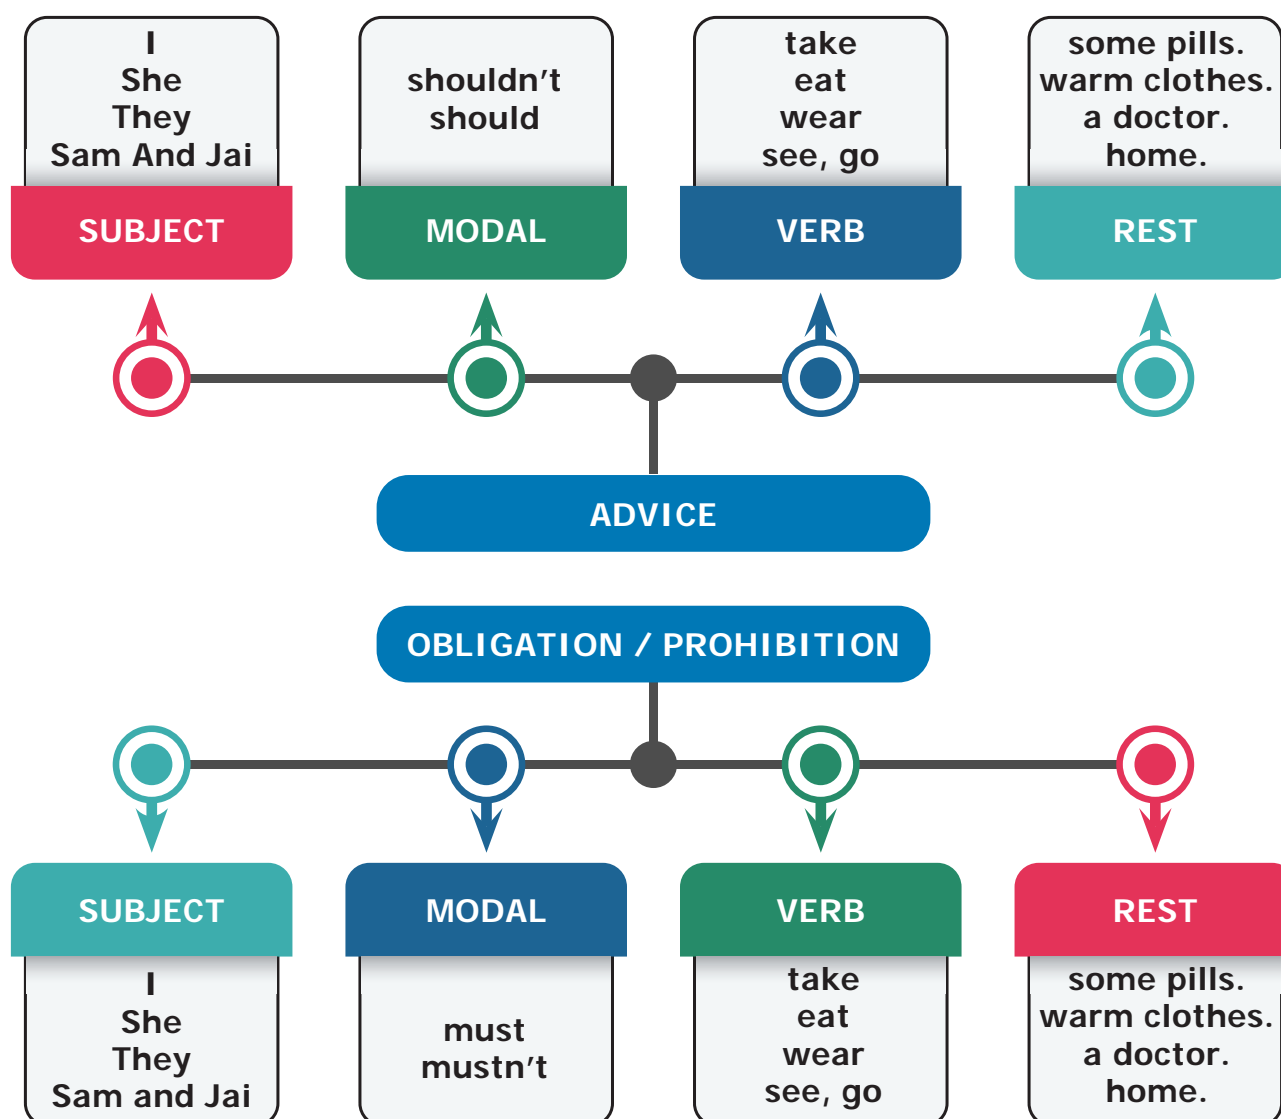 I
She
They
Sam And Jai
SUBJECT
shouldn't
should
MODAL
take
eat
wear
see, go
VERB
some pills.
warm clothes.
a doctor.
home.
REST
ADVICE
OBLIGATION / PROHIBITION
SUBJECT
I
She
They
Sam and Jai
MODAL
must
mustn't
VERB
take
eat
wear
see, go
REST
some pills.
warm clothes.
a doctor.
home.